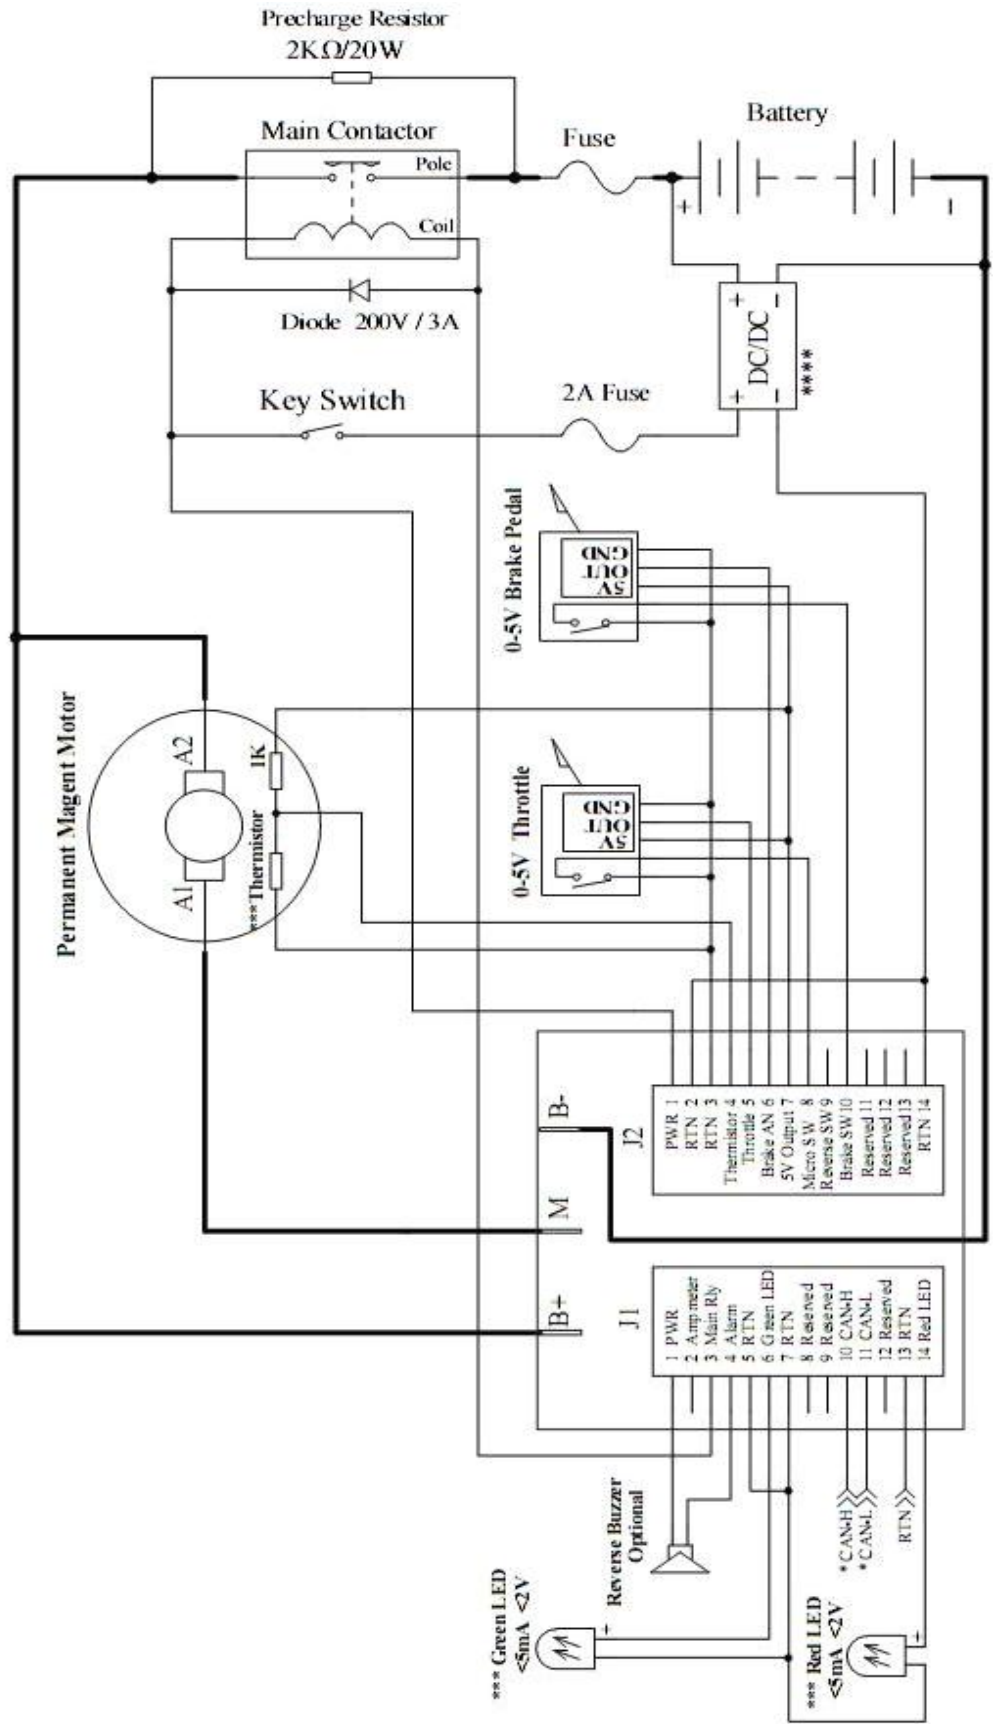 Precharge Resistor
2KΩ/20W
Main Contactor
Pole
Coil
Fuse
Battery
+
-
Diode 200V / 3A
+ -
DC/DC
+ -
****
Key Switch
2A Fuse
0-5V Brake Pedal
GND
OUT
5V
Permanent Magent Motor
A2
A1
1K
***Thermistor
0-5V Throttle
GND
OUT
5V
B-
M
B+
J2
PWR 1
RTN 2
RTN 3
Thermistor 4
Throttle 5
Brake AN 6
5V Output 7
Micro SW 8
Reverse SW 9
Brake SW10
Reserved 11
Reserved 12
Reserved 13
RTN 14
J1
1 PWR
2 Ampmeter
3 Main Rly
4 Alarm
5 RTN
6 Green LED
7 RTN
8 Reserved
9 Reserved
10 CAN-H
11 CAN-L
12 Reserved
13 RTN
14 Red LED
Reverse Buzzer
Optional
*CAN-H
*CAN-L
RTN
*** Green LED
<5mA <2V
+
*** Red LED
<5mA <2V
+